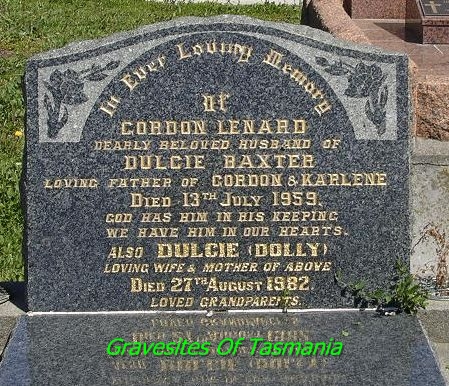 In Ever Loving Memory
OF
GORDON LENARD
DEARLY BELOVED HUSBAND OF
DULCIE BAXTER
LOVING FATHER OF GORDON & KARLENE
DIED 13TH JULY 1959.
GOD HAS HIM IN HIS KEEPING
WE HAVE HIM IN OUR HEARTS.
ALSO DULCIE (DOLLY)
LOVING WIFE & MOTHER OF ABOVE
DIED 27TH AUGUST 1982.
LOVED GRANDPARENTS.
Gravesites Of Tasmania